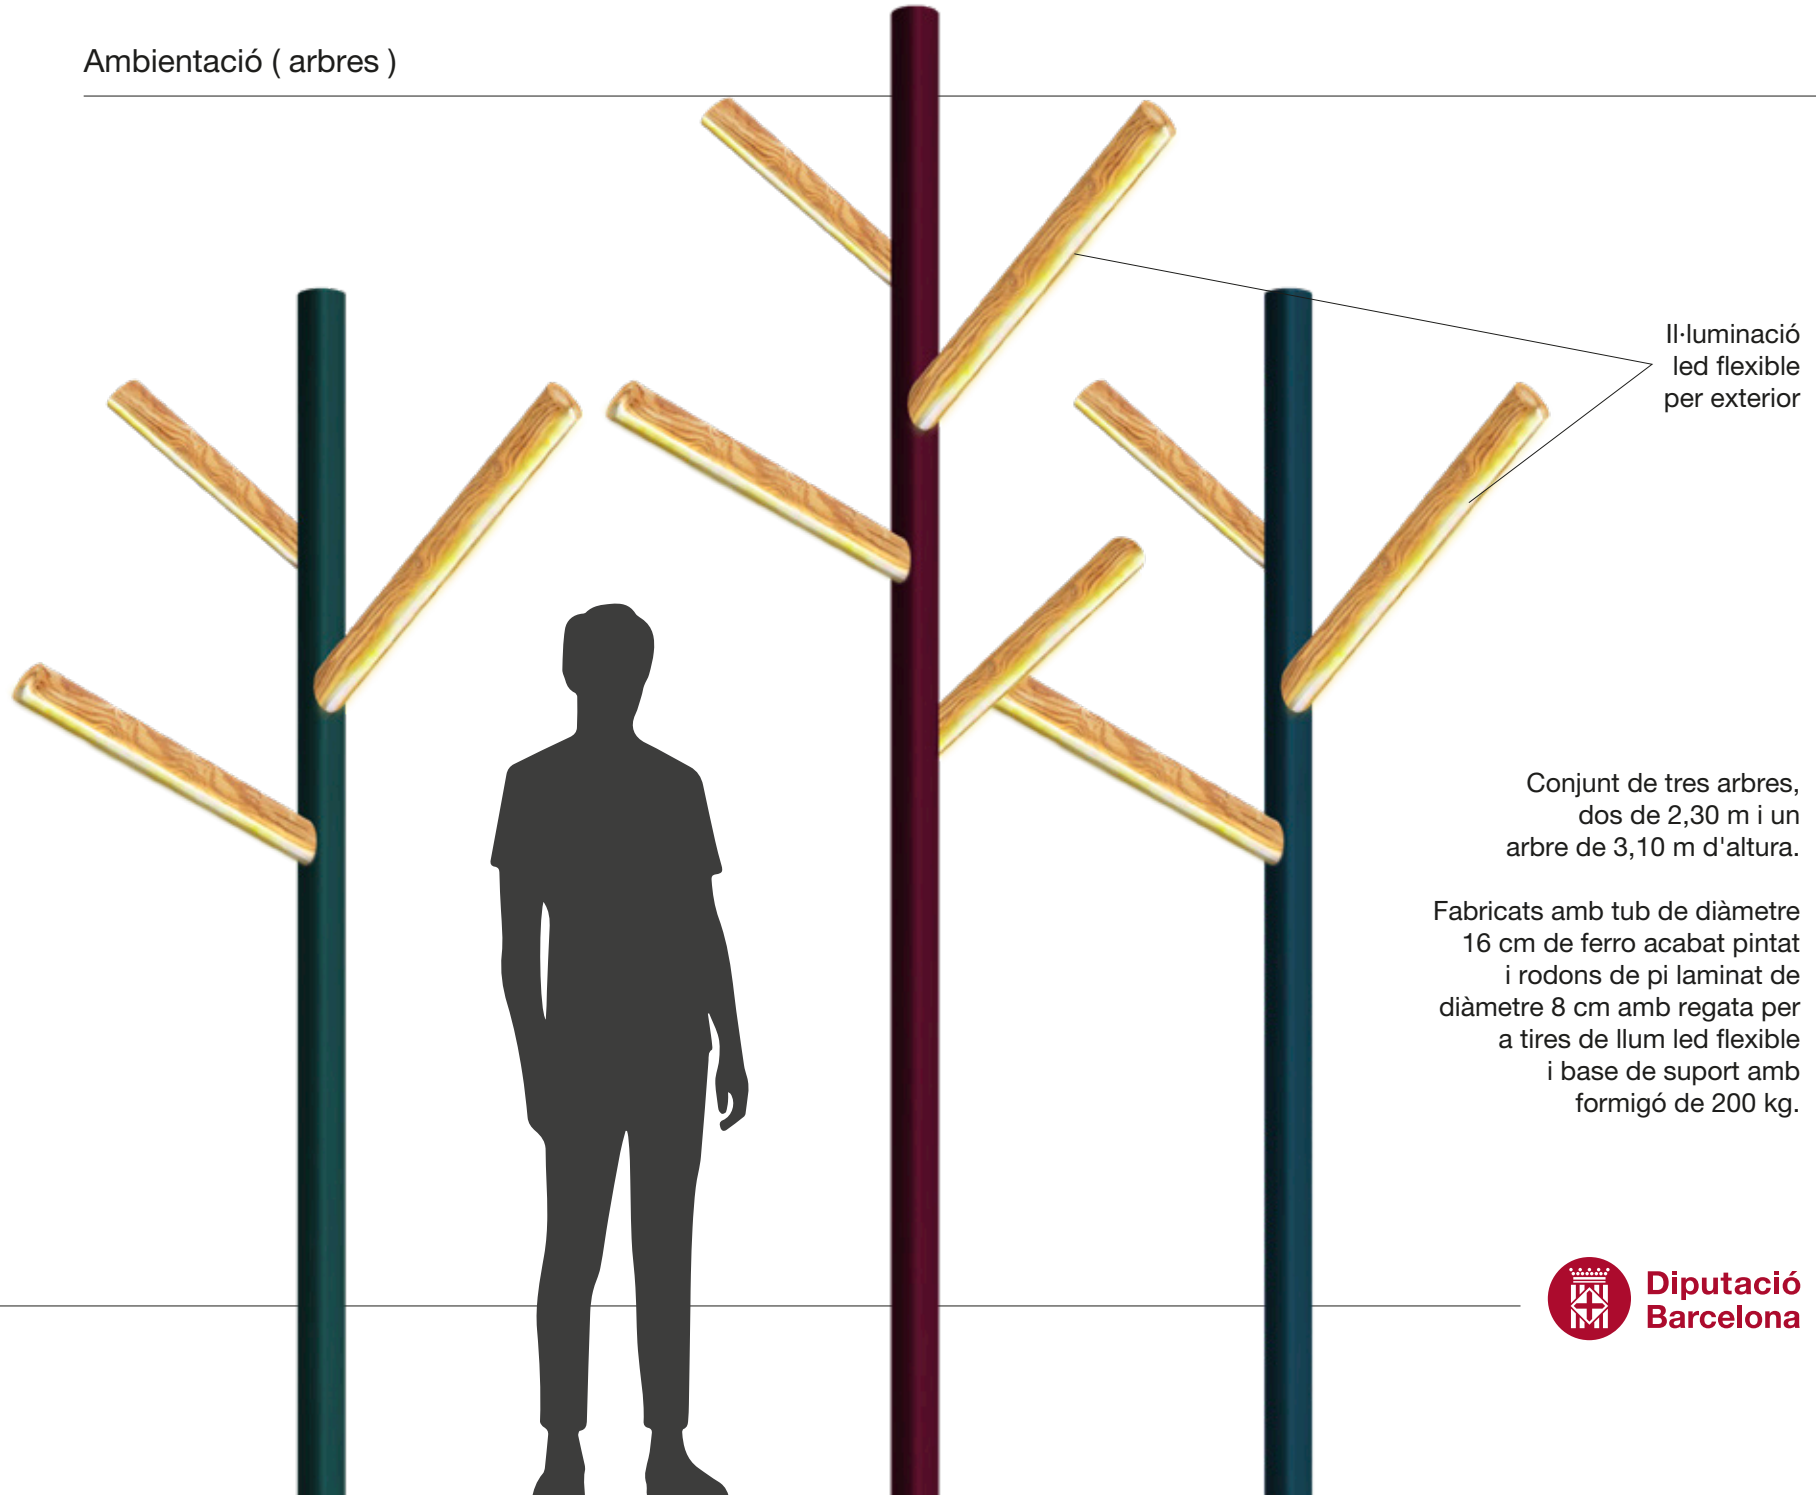 Ambientació ( arbres )
Il·luminació
led flexible
per exterior
Conjunt de tres arbres,
dos de 2,30 m i un
arbre de 3,10 m d'altura.
Fabricats amb tub de diàmetre
16 cm de ferro acabat pintat
i rodons de pi laminat de
diàmetre 8 cm amb regata per
a tires de llum led flexible
i base de suport amb
formigó de 200 kg.
Diputació
Barcelona